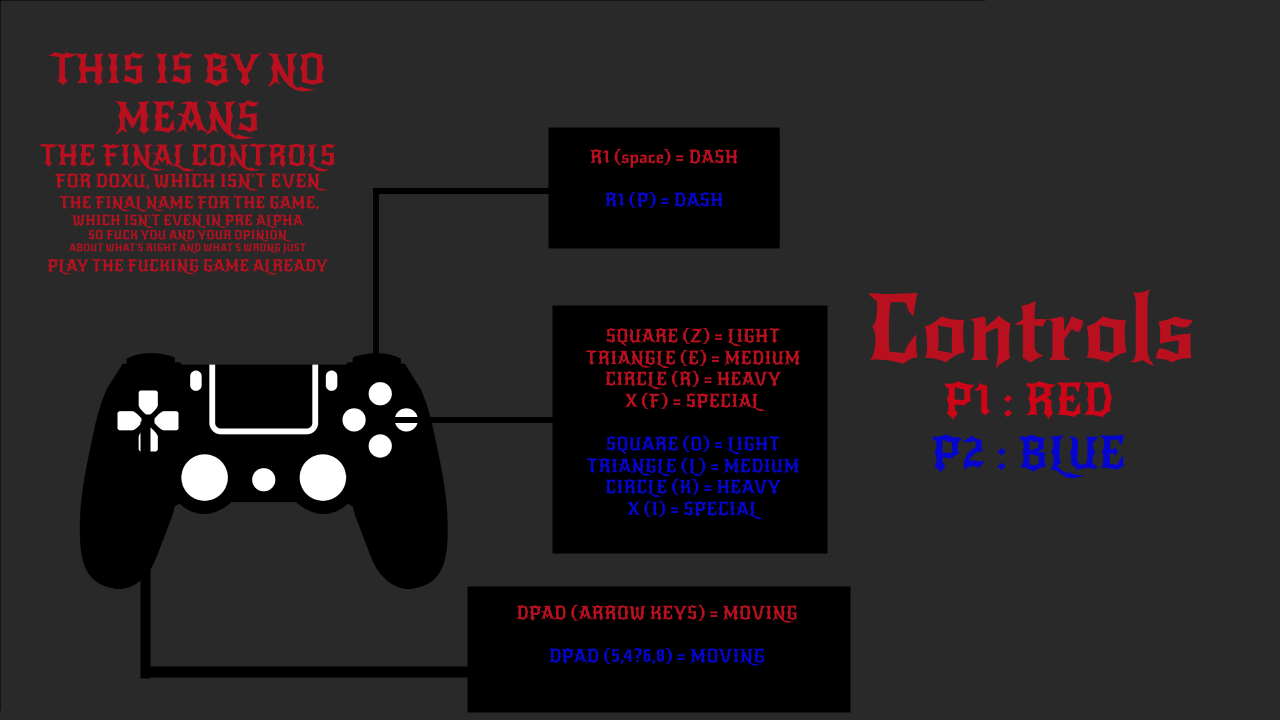 THIS IS BY NO
MEANS
THE FINAL CONTROLS
FOR DOXU, WHICH ISN'T EVEN
THE FINAL NAME FOR THE GAME,
WHICH ISN'T EVEN IN PRE ALPHA
SO FUCK YOU AND YOUR OPINION
ABOUT WHAT'S RIGHT AND WHAT'S WRONG JUST
PLAY THE FUCKING GAME ALREADY
R1 (space) = DASH
R1 (P) = DASH
SQUARE (Z) = LIGHT
TRIANGLE (E) = MEDIUM
CIRCLE (R) = HEAVY
X (F) = SPECIAL
SQUARE (O) = LIGHT
TRIANGLE (L) = MEDIUM
CIRCLE (K) = HEAVY
X (I) = SPECIAL
Controls
P1 : RED
P2 : BLUE
DPAD (ARROW KEYS) = MOVING
DPAD (5,4?6,8) = MOVING